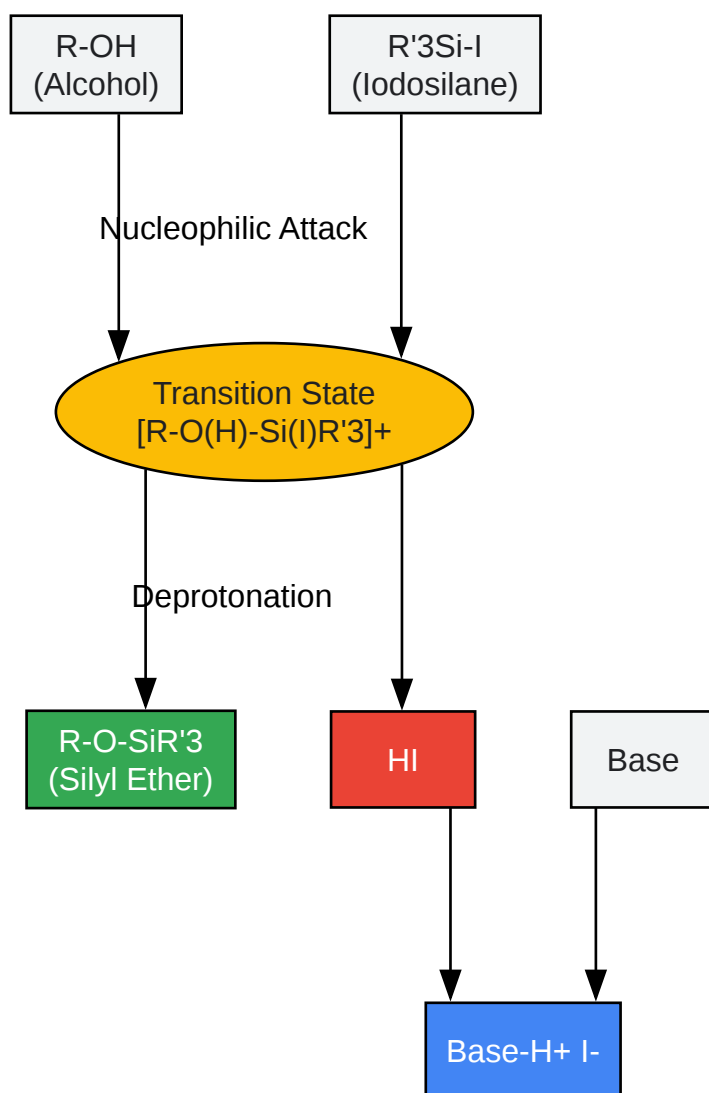 R-OH
(Alcohol)
R'3Si-I
(Iodosilane)
Nucleophilic Attack
Transition State
[R-O(H)-Si(I)R'3]+
Deprotonation
R-O-SiR'3
(Silyl Ether)
HI
Base
Base-H+ I-